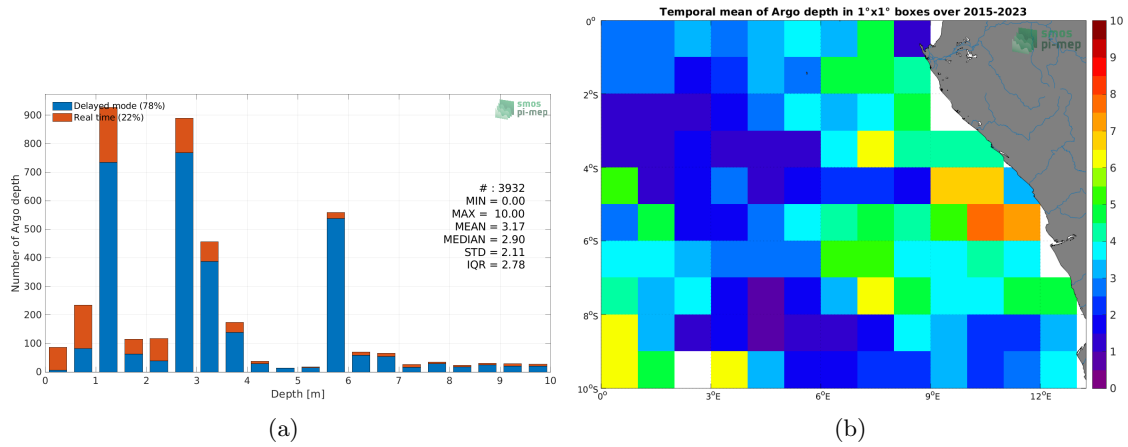 Delayed mode (78%)
Real time (22%)
smos
pi-mep
900
800
700
600
500
400
300
200
100
0
Number of Argo depth
# : 3932
MIN = 0.00
MAX = 10.00
MEAN = 3.17
MEDIAN = 2.90
STD = 2.11
IQR = 2.78
0 1 2 3 4 5 6 7 8 9 10
Depth [m]
(a)
Temporal mean of Argo depth in 1°x1° boxes over 2015-2023
smos
pi-mep
0°
2°S
4°S
6°S
8°S
10°S
0° 3°E 6°E 9°E 12°E
10
9
8
7
6
5
4
3
2
1
0
(b)